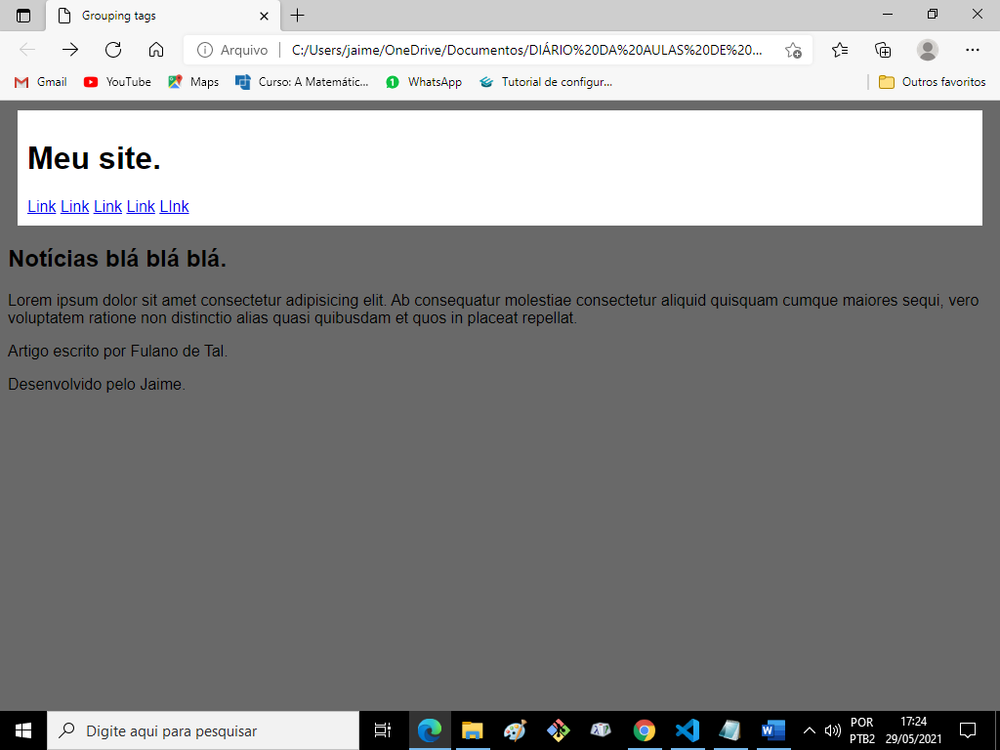 Grouping tags
Arquivo C:/Users/jaime/OneDrive/Documentos/DIÁRIO%20DA%20AULAS%20DE%20...
Gmail YouTube Maps Curso: A Matemátic... WhatsApp Tutorial de configur... Outros favoritos
Meu site.
Link Link Link Link LInk
Notícias blá blá blá.
Lorem ipsum dolor sit amet consectetur adipisicing elit. Ab consequatur molestiae consectetur aliquid quisquam cumque maiores sequi, vero
voluptatem ratione non distinctio alias quasi quibusdam et quos in placeat repellat.
Artigo escrito por Fulano de Tal.
Desenvolvido pelo Jaime.
Digite aqui para pesquisar
POR 17:24
PTB2 29/05/2021